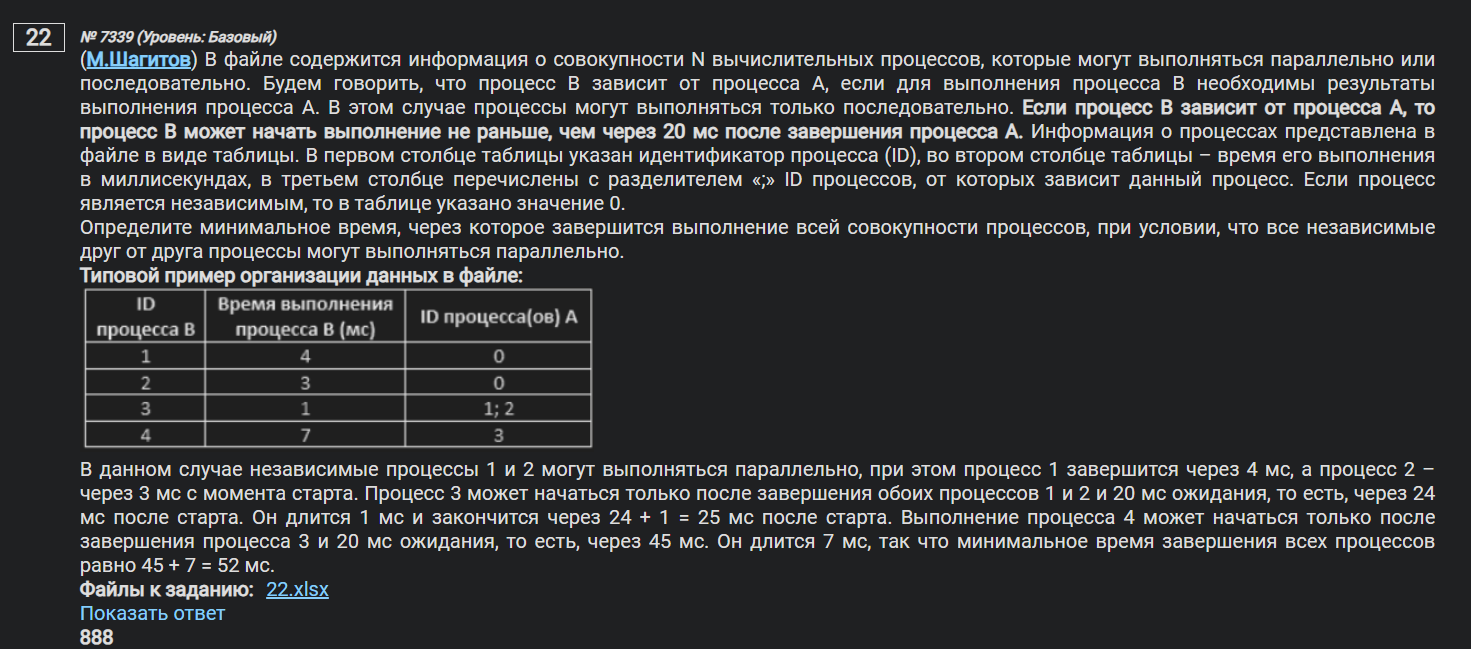 22
№ 7339 (Уровень: Базовый)
(М.Шагитов) В файле содержится информация о совокупности N вычислительных процессов, которые могут выполняться параллельно или
последовательно. Будем говорить, что процесс B зависит от процесса A, если для выполнения процесса B необходимы результаты
выполнения процесса A. В этом случае процессы могут выполняться только последовательно. Если процесс B зависит от процесса A, то
процесс B может начать выполнение не раньше, чем через 20 мс после завершения процесса A. Информация о процессах представлена в
файле в виде таблицы. В первом столбце таблицы указан идентификатор процесса (ID), во втором столбце таблицы – время его выполнения
в миллисекундах, в третьем столбце перечислены с разделителем «;» ID процессов, от которых зависит данный процесс. Если процесс
является независимым, то в таблице указано значение 0.
Определите минимальное время, через которое завершится выполнение всей совокупности процессов, при условии, что все независимые
друг от друга процессы могут выполняться параллельно.
Типовой пример организации данных в файле:
ID процесса B Время выполнения процесса B (мс) ID процесса(ов) A
1 4 0
2 3 0
3 1 1; 2
4 7 3
В данном случае независимые процессы 1 и 2 могут выполняться параллельно, при этом процесс 1 завершится через 4 мс, а процесс 2 –
через 3 мс с момента старта. Процесс 3 может начаться только после завершения обоих процессов 1 и 2 и 20 мс ожидания, то есть, через 24
мс после старта. Он длится 1 мс и закончится через 24 + 1 = 25 мс после старта. Выполнение процесса 4 может начаться только после
завершения процесса 3 и 20 мс ожидания, то есть, через 45 мс. Он длится 7 мс, так что минимальное время завершения всех процессов
равно 45 + 7 = 52 мс.
Файлы к заданию: 22.xlsx
Показать ответ
888